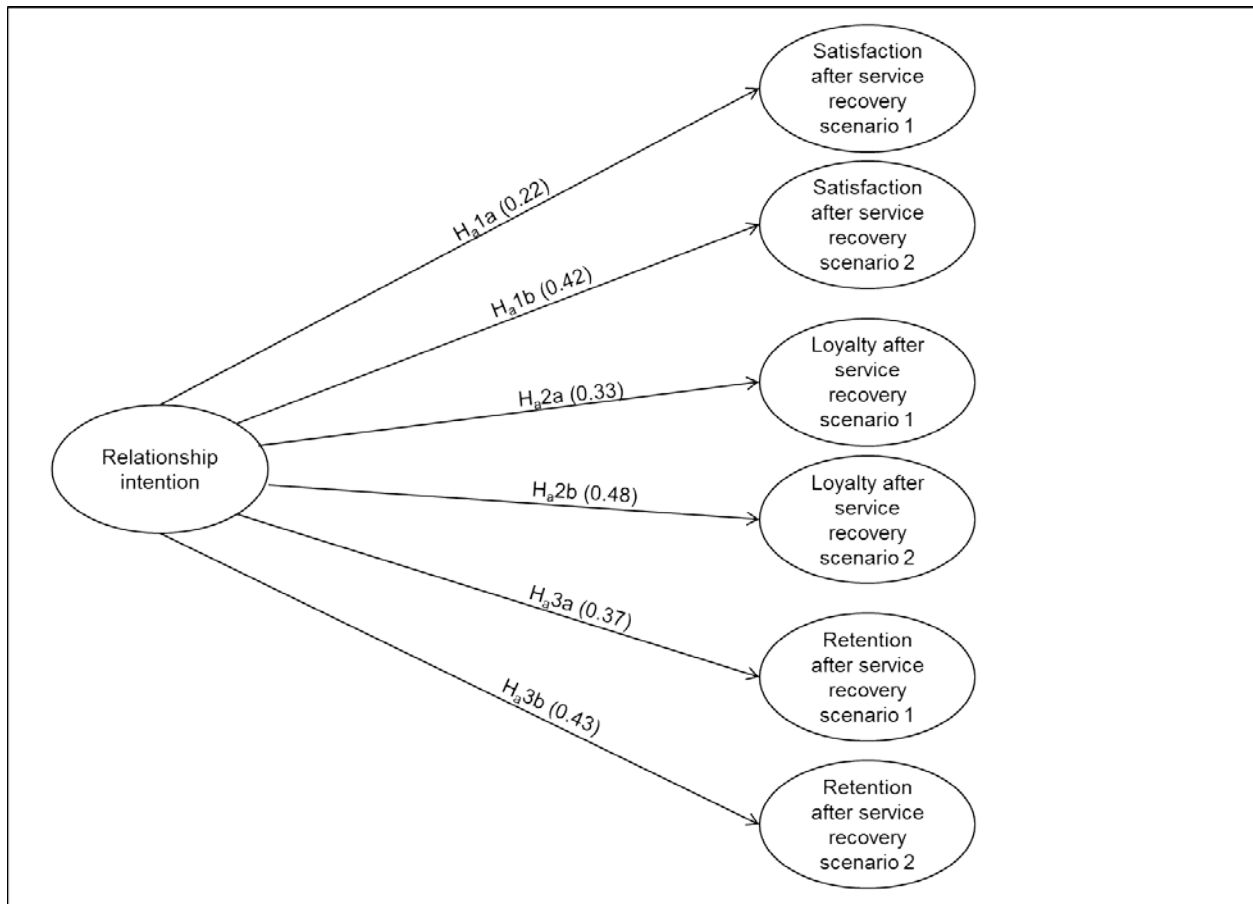 Satisfaction
after service
recovery
scenario 1
Hₐ1a (0.22)
Satisfaction
after service
recovery
scenario 2
Hₐ1b (0.42)
Loyalty after
service
recovery
scenario 1
Hₐ2a (0.33)
Relationship
intention
Loyalty after
service
recovery
scenario 2
Hₐ2b (0.48)
Hₐ3a (0.37)
Retention
after service
recovery
scenario 1
Hₐ3b (0.43)
Retention
after service
recovery
scenario 2